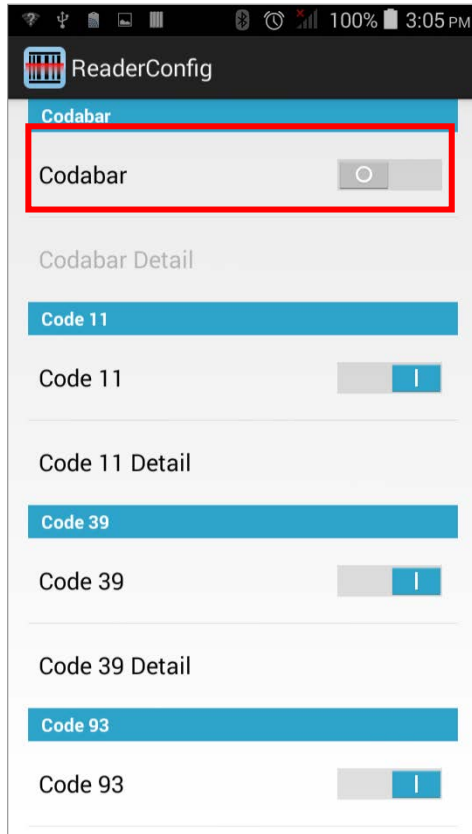 100% 3:05 PM
ReaderConfig
Codabar
Codabar
Codabar Detail
Code 11
Code 11
Code 11 Detail
Code 39
Code 39
Code 39 Detail
Code 93
Code 93